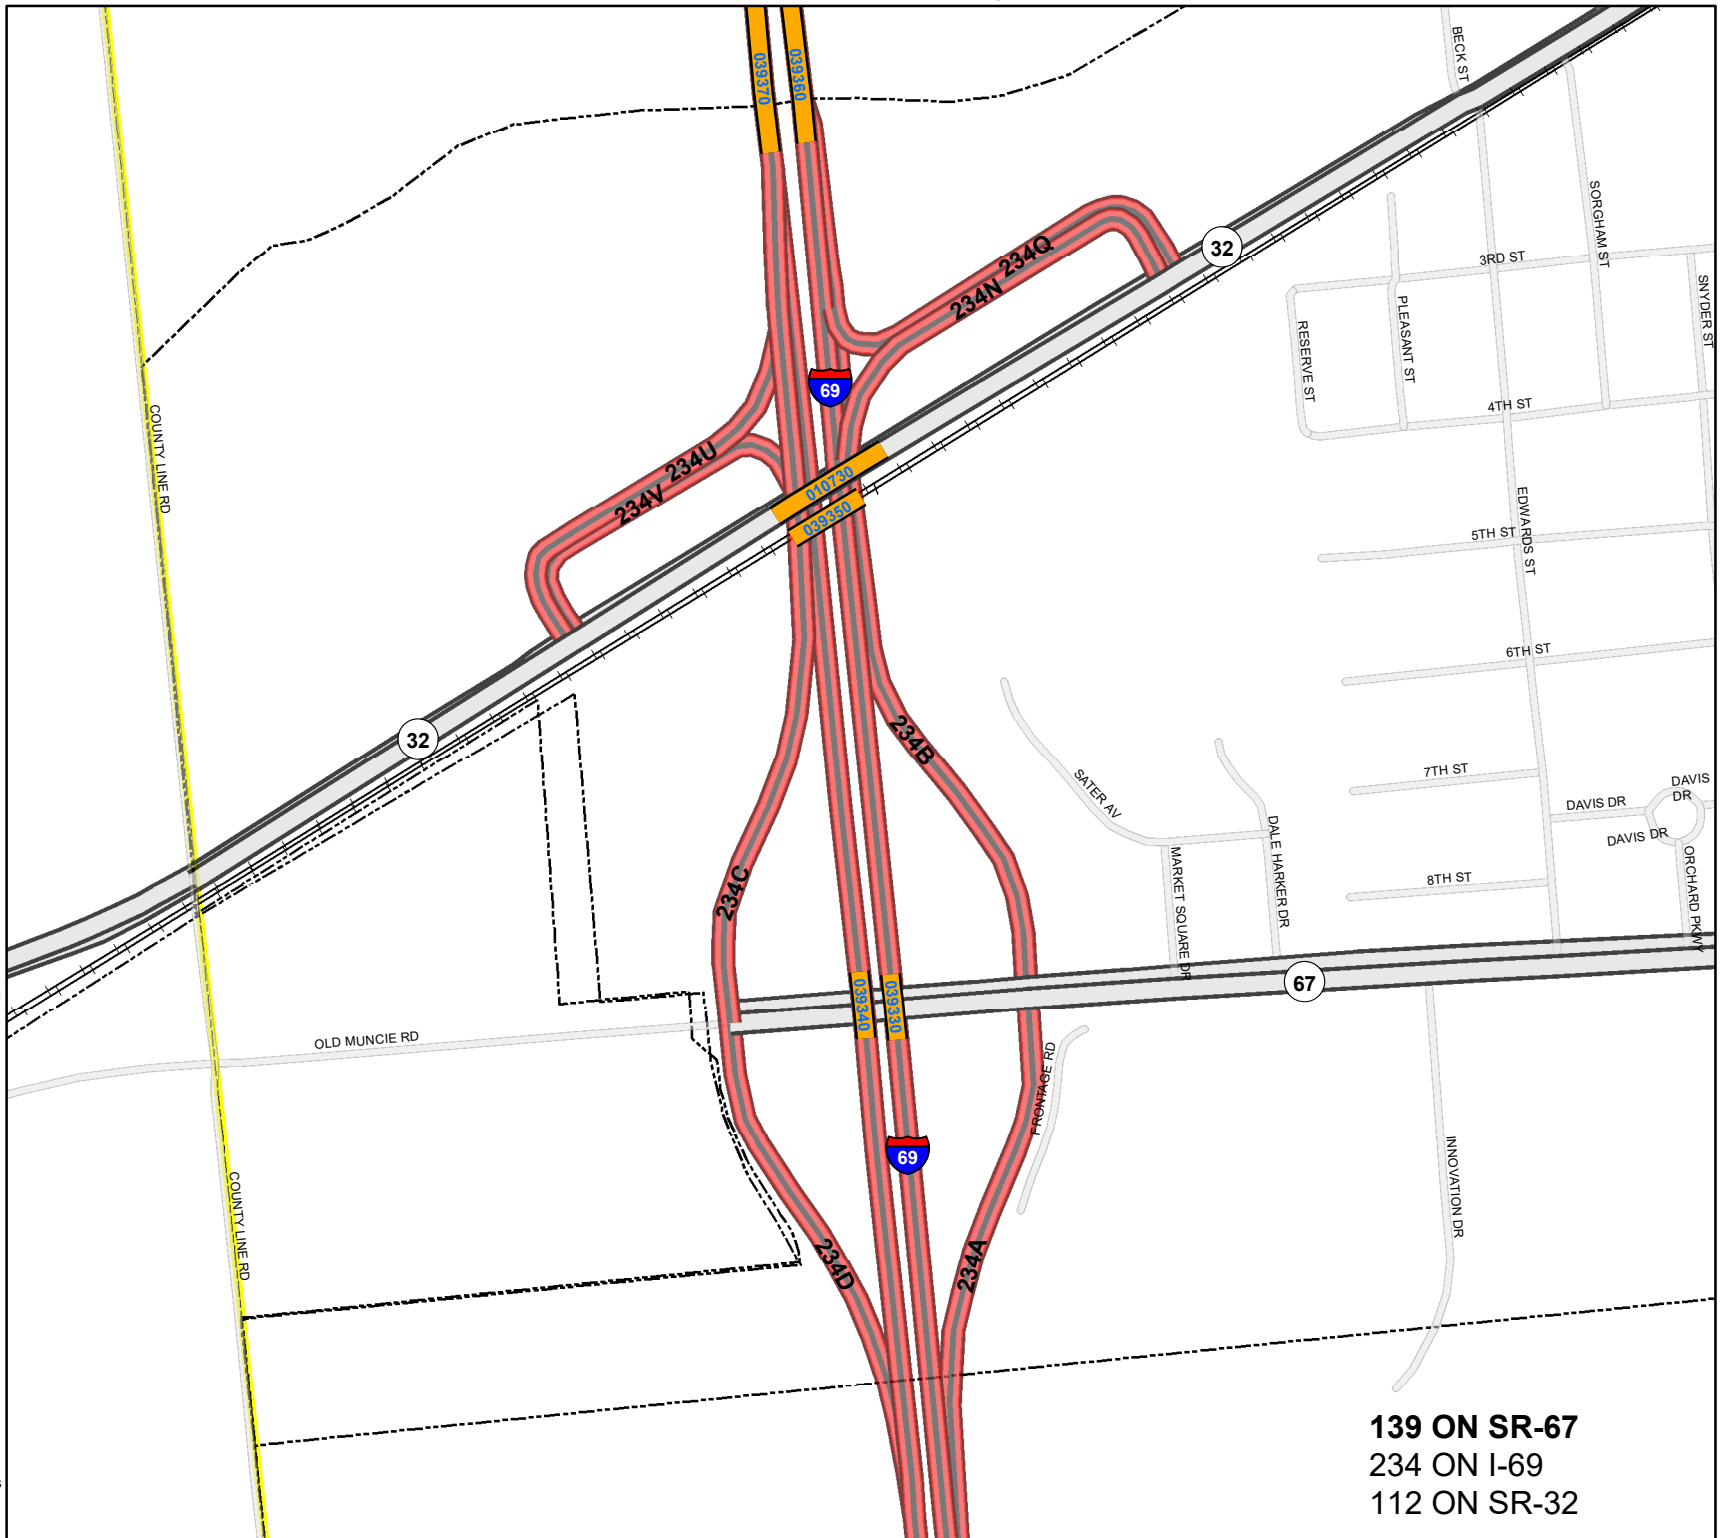 039370
039360
BECK ST
32
234Q
234N
3RD ST
SORGHAM ST
SNYDER ST
PLEASANT ST
RESERVE ST
69
4TH ST
COUNTY LINE RD
234U
234V
010730
039350
5TH ST
EDWARDS ST
6TH ST
32
234B
SATER AV
7TH ST
DAVIS DR
DAVIS
DR
DAVIS DR
DALE HARKER DR
MARKET SQUARE DR
ORCHARD PKWY
8TH ST
234C
039340
039330
67
OLD MUNCIE RD
FRONTAGE RD
69
INNOVATION DR
COUNTY LINE RD
234D
234A
139 ON SR-67
234 ON I-69
112 ON SR-32